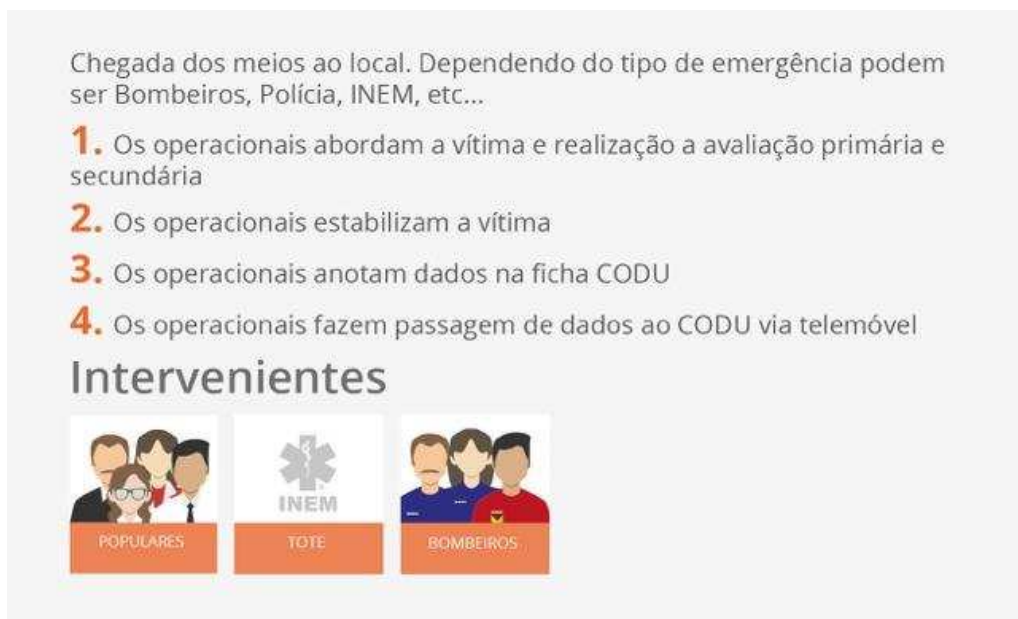 Chegada dos meios ao local. Dependendo do tipo de emergência podem
ser Bombeiros, Polícia, INEM, etc...
1. Os operacionais abordam a vítima e realização a avaliação primária e
secundária
2. Os operacionais estabilizam a vítima
3. Os operacionais anotam dados na ficha CODU
4. Os operacionais fazem passagem de dados ao CODU via telemóvel
Intervenientes
INEM
POPULARES TOTE BOMBEIROS